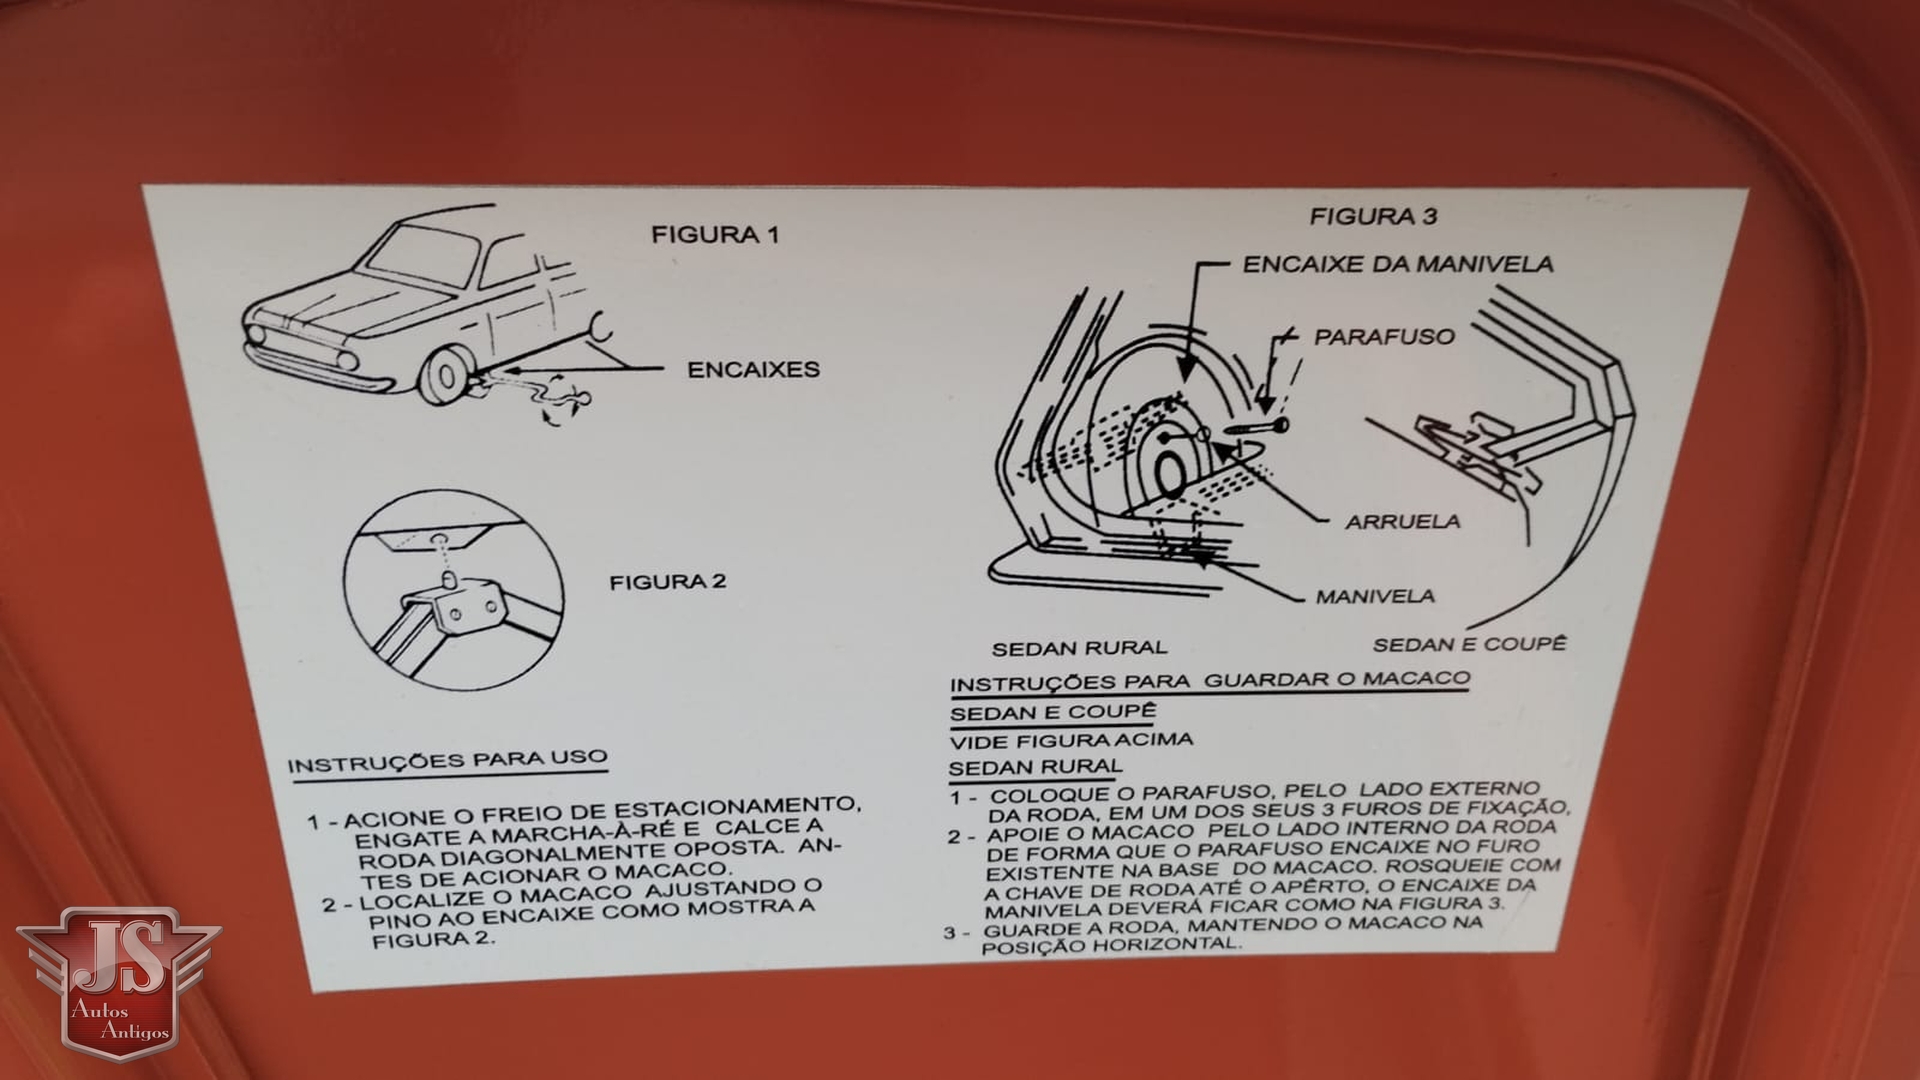 FIGURA 1
ENCAIXES
FIGURA 2
INSTRUÇÕES PARA USO
1 - ACIONE O FREIO DE ESTACIONAMENTO,
ENGATE A MARCHA-À-RÉ E CALCE A
RODA DIAGONALMENTE OPOSTA. AN-
TES DE ACIONAR O MACACO.
2 - LOCALIZE O MACACO AJUSTANDO O
PINO AO ENCAIXE COMO MOSTRA A
FIGURA 2.
FIGURA 3
ENCAIXE DA MANIVELA
PARAFUSO
ARRUELA
MANIVELA
SEDAN RURAL
SEDAN E COUPÊ
INSTRUÇÕES PARA GUARDAR O MACACO
SEDAN E COUPÊ
VIDE FIGURA ACIMA
SEDAN RURAL
1 - COLOQUE O PARAFUSO, PELO LADO EXTERNO
DA RODA, EM UM DOS SEUS 3 FUROS DE FIXAÇÃO,
2 - APOIE O MACACO PELO LADO INTERNO DA RODA
DE FORMA QUE O PARAFUSO ENCAIXE NO FURO
EXISTENTE NA BASE DO MACACO. ROSQUEIE COM
A CHAVE DE RODA ATÉ O APÊRTO, O ENCAIXE DA
MANIVELA DEVERÁ FICAR COMO NA FIGURA 3.
3 - GUARDE A RODA, MANTENDO O MACACO NA
POSIÇÃO HORIZONTAL.
JS
Autos
Antigos